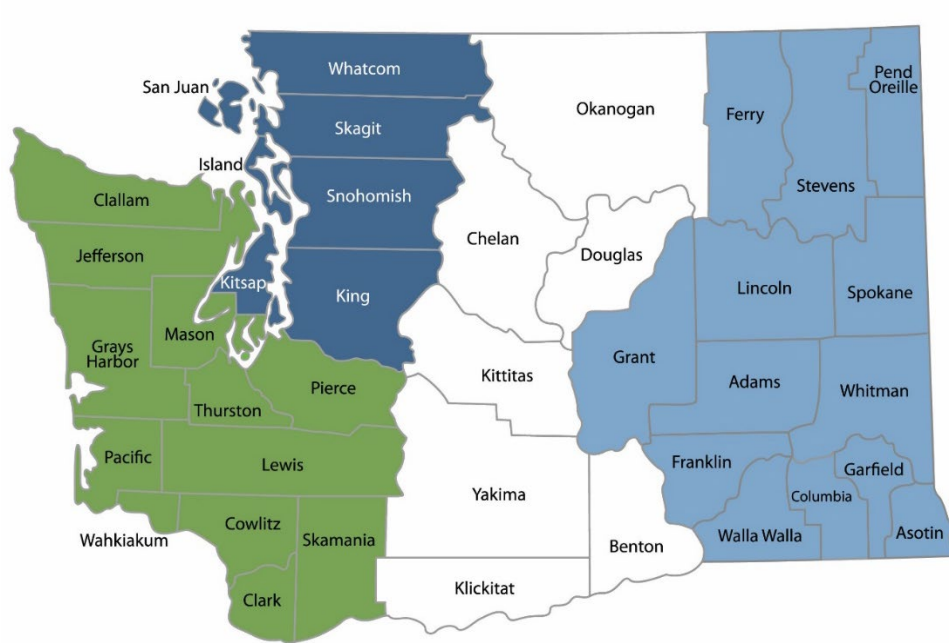 Whatcom
San Juan
Okanogan
Pend
Oreille
Ferry
Skagit
Island
Stevens
Clallam
Snohomish
Chelan
Douglas
Jefferson
Kitsap
King
Lincoln
Spokane
Mason
Grays
Harbor
Grant
Kittitas
Adams
Pierce
Whitman
Thurston
Pacific
Lewis
Franklin
Garfield
Yakima
Columbia
Cowlitz
Skamania
Wahkiakum
Benton
Walla Walla
Asotin
Klickitat
Clark